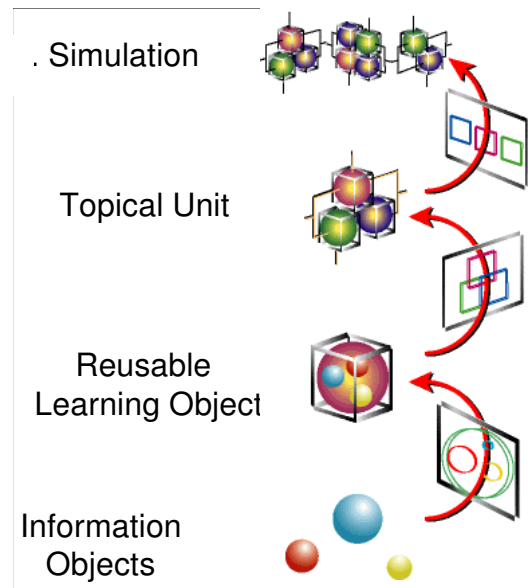 . Simulation
Topical Unit
Reusable
Learning Object
Information
Objects